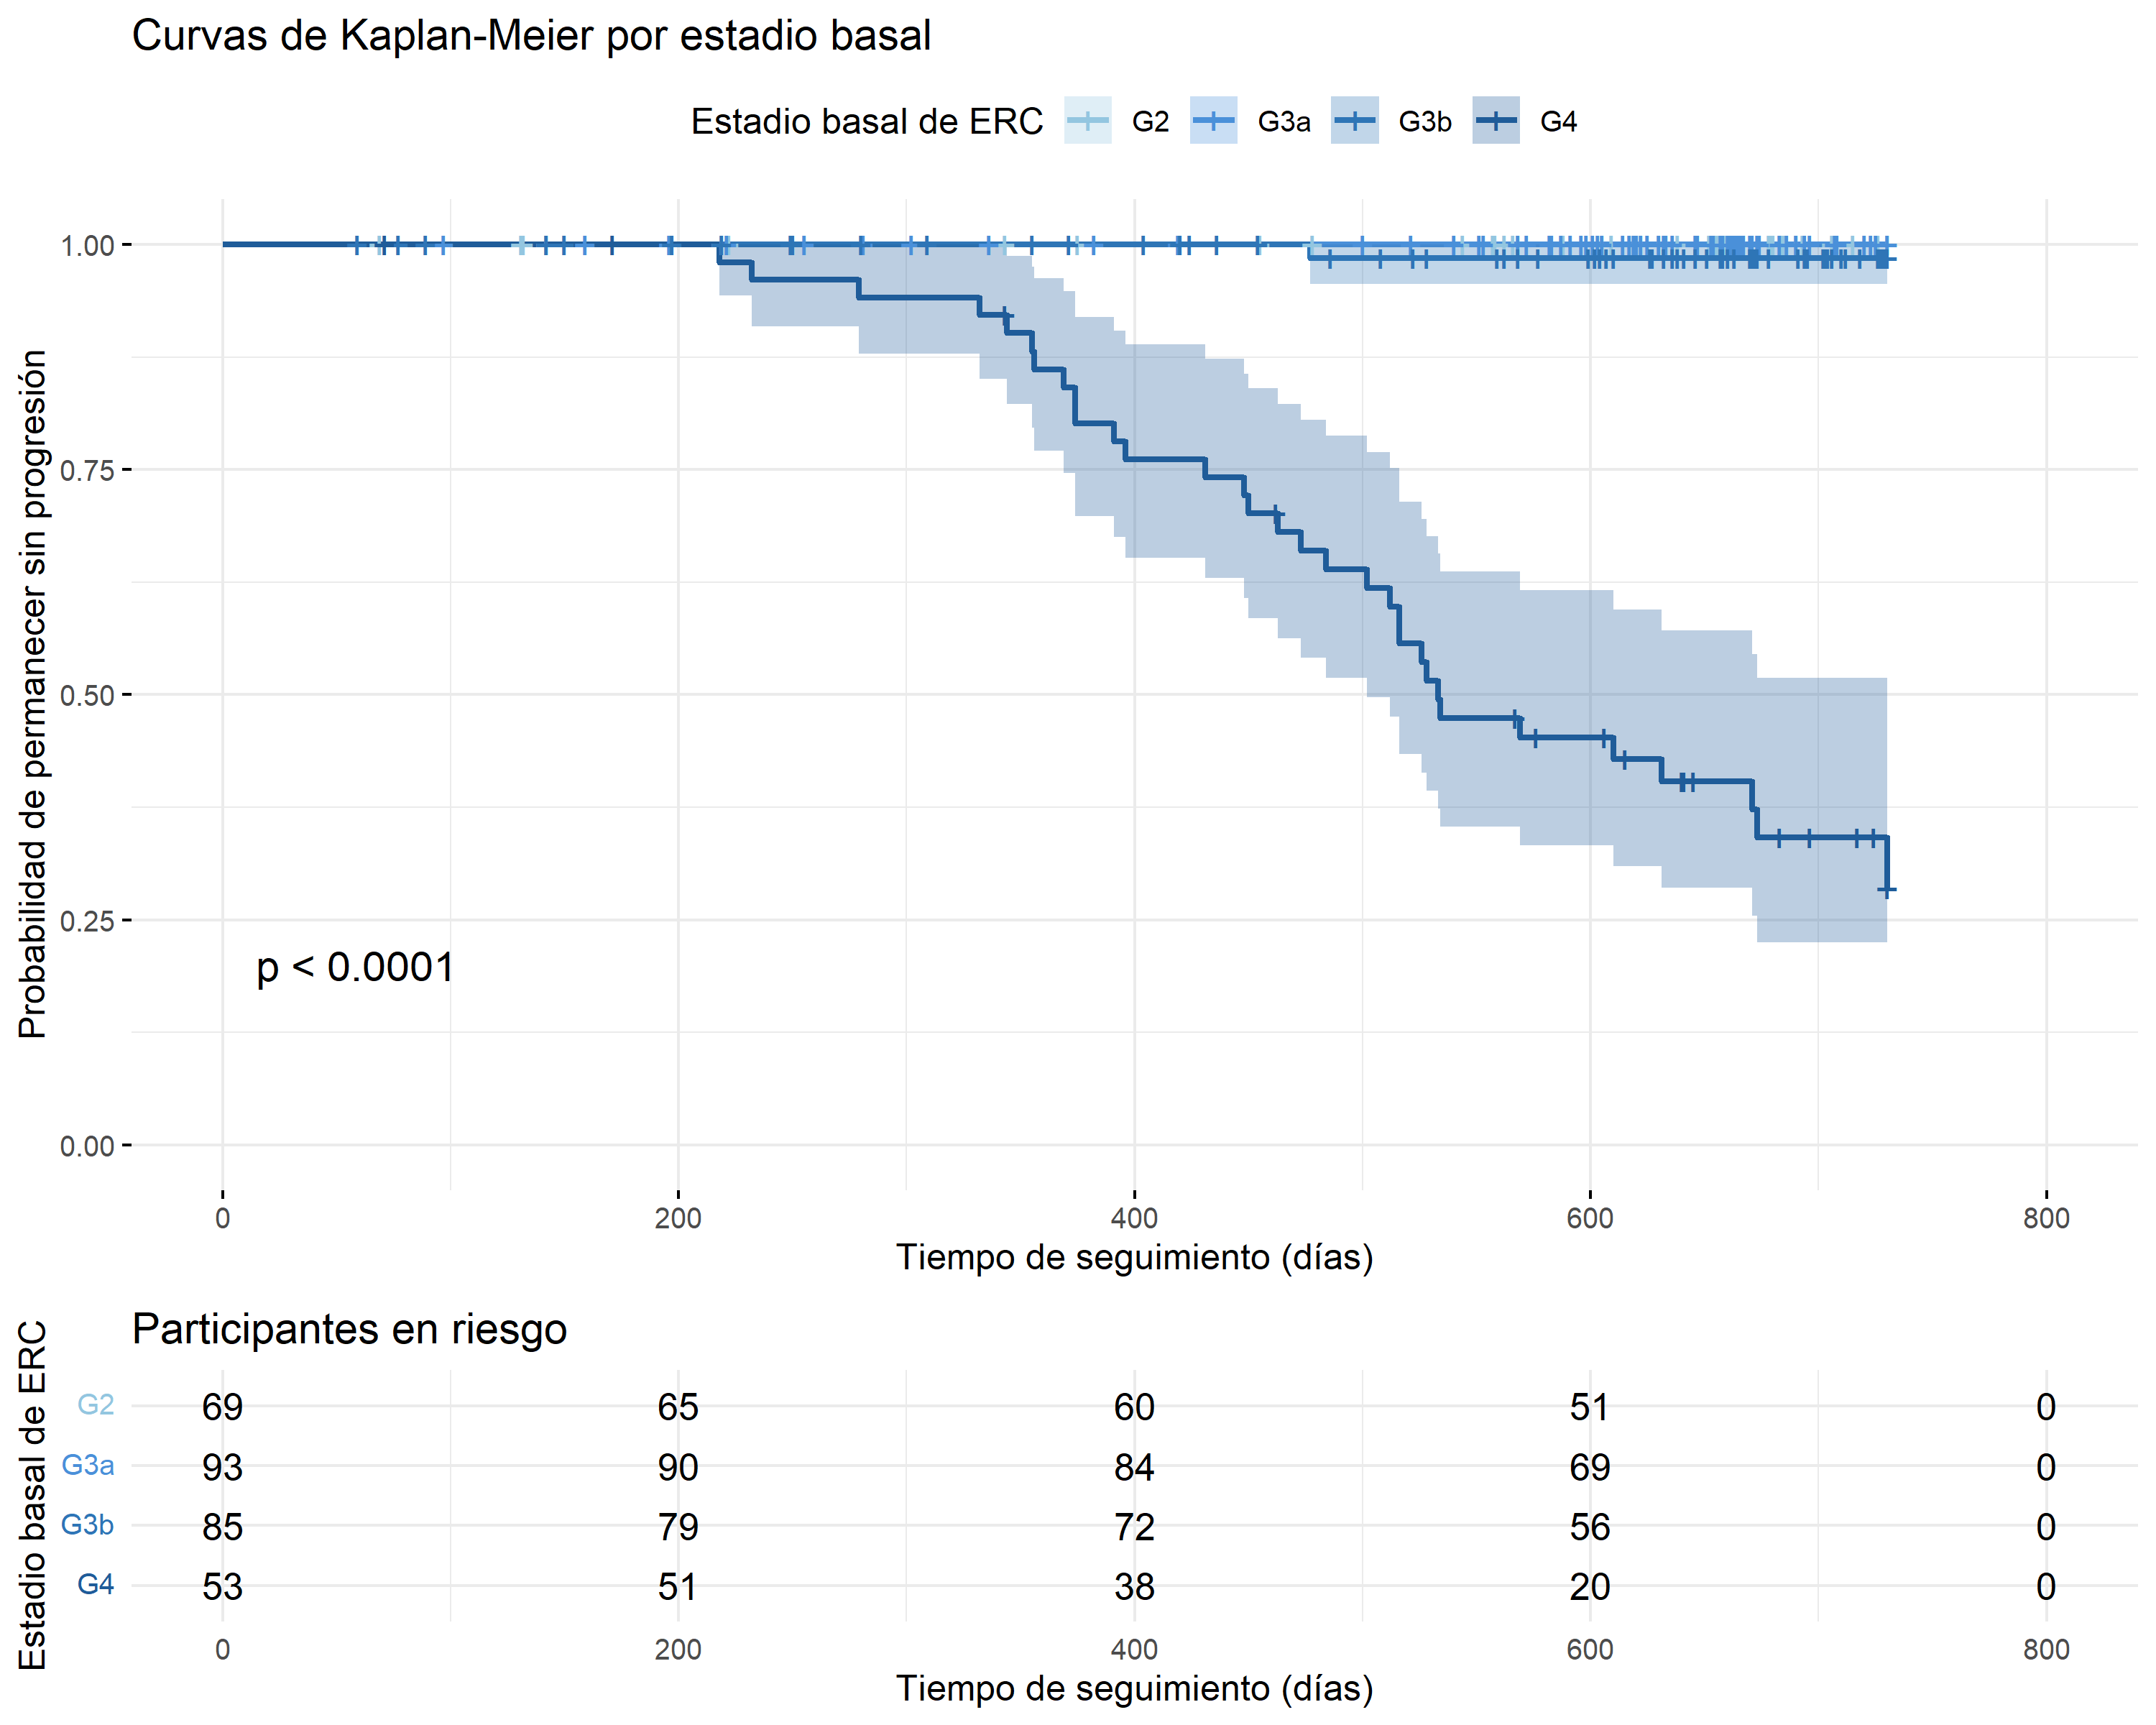 Curvas de Kaplan-Meier por estadio basal
Estadio basal de ERC G2 G3a G3b G4
Probabilidad de permanecer sin progresión
1.00
0.75
0.50
0.25
0.00
p < 0.0001
0 200 400 600 800
Tiempo de seguimiento (días)
Participantes en riesgo
Estadio basal de ERC
G2 69 65 60 51 0
G3a 93 90 84 69 0
G3b 85 79 72 56 0
G4 53 51 38 20 0
0 200 400 600 800
Tiempo de seguimiento (días)